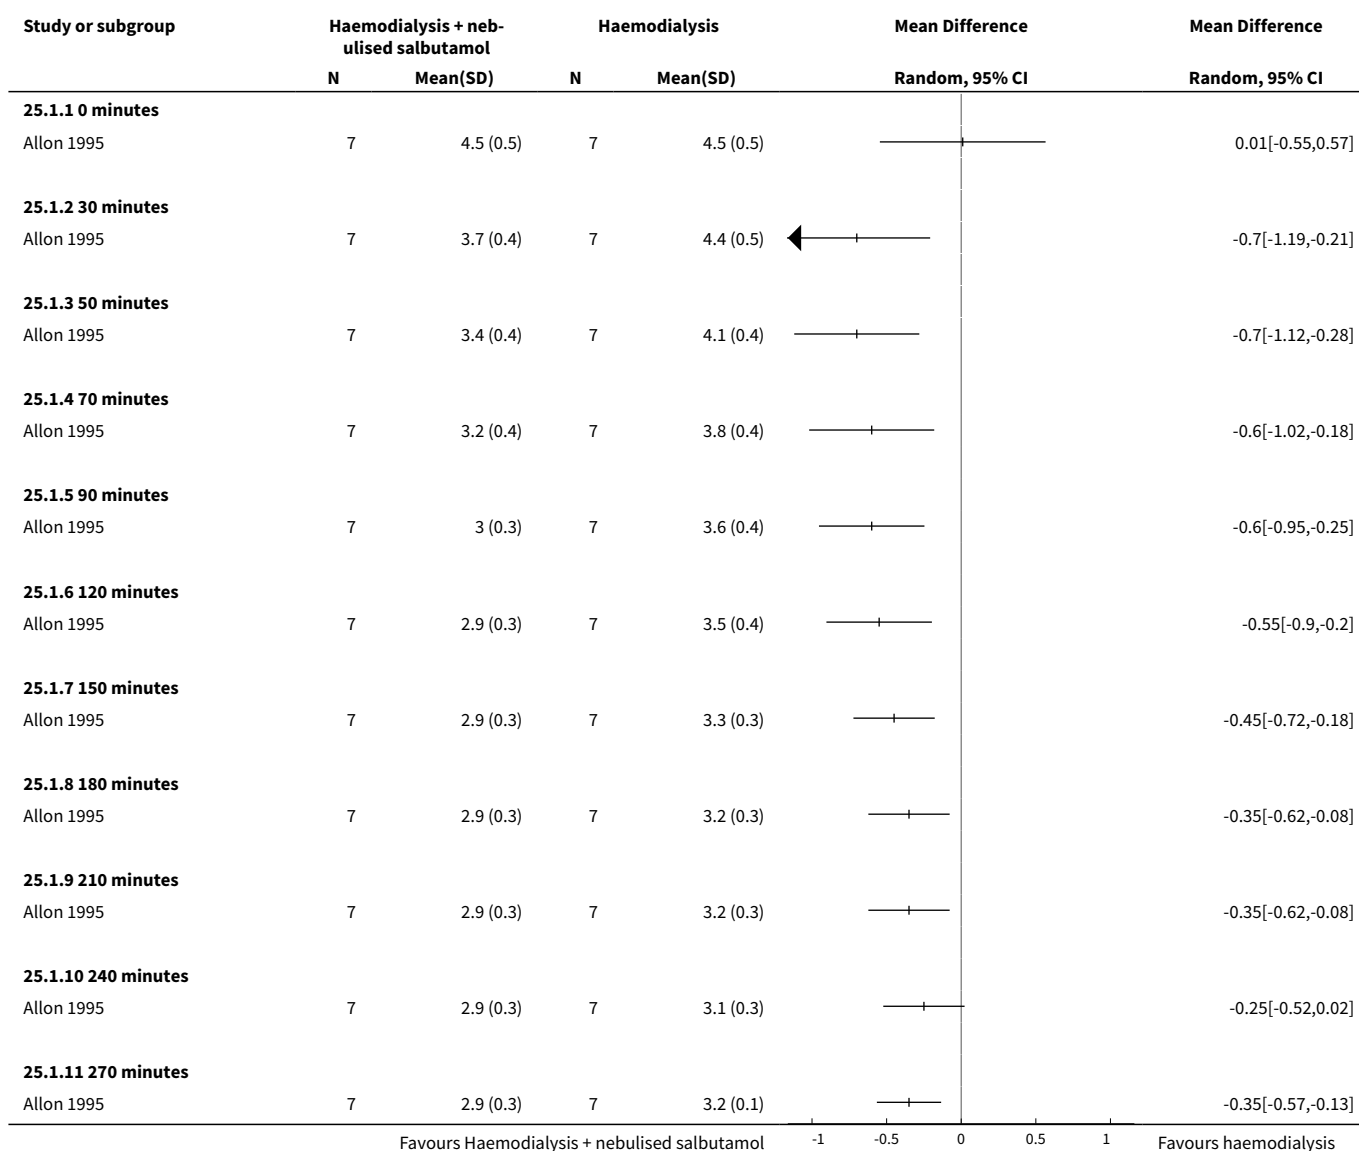 Study or subgroup Haemodialysis + neb- Haemodialysis Mean Difference Mean Difference
ulised salbutamol
N Mean(SD) N Mean(SD) Random, 95% CI Random, 95% CI
25.1.1 0 minutes
Allon 1995 7 4.5 (0.5) 7 4.5 (0.5) 0.01[-0.55,0.57]
25.1.2 30 minutes
Allon 1995 7 3.7 (0.4) 7 4.4 (0.5) -0.7[-1.19,-0.21]
25.1.3 50 minutes
Allon 1995 7 3.4 (0.4) 7 4.1 (0.4) -0.7[-1.12,-0.28]
25.1.4 70 minutes
Allon 1995 7 3.2 (0.4) 7 3.8 (0.4) -0.6[-1.02,-0.18]
25.1.5 90 minutes
Allon 1995 7 3 (0.3) 7 3.6 (0.4) -0.6[-0.95,-0.25]
25.1.6 120 minutes
Allon 1995 7 2.9 (0.3) 7 3.5 (0.4) -0.55[-0.9,-0.2]
25.1.7 150 minutes
Allon 1995 7 2.9 (0.3) 7 3.3 (0.3) -0.45[-0.72,-0.18]
25.1.8 180 minutes
Allon 1995 7 2.9 (0.3) 7 3.2 (0.3) -0.35[-0.62,-0.08]
25.1.9 210 minutes
Allon 1995 7 2.9 (0.3) 7 3.2 (0.3) -0.35[-0.62,-0.08]
25.1.10 240 minutes
Allon 1995 7 2.9 (0.3) 7 3.1 (0.3) -0.25[-0.52,0.02]
25.1.11 270 minutes
Allon 1995 7 2.9 (0.3) 7 3.2 (0.1) -0.35[-0.57,-0.13]
Favours Haemodialysis + nebulised salbutamol -1 -0.5 0 0.5 1 Favours haemodialysis